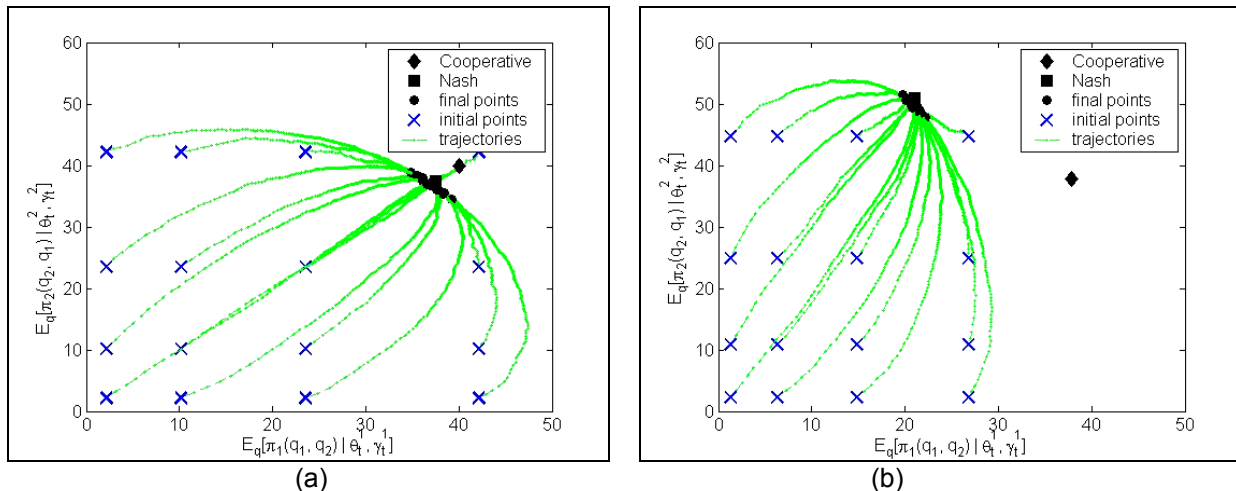 60
50
40
30
20
10
0
E_q[π_2(q_2, q_1) | θ_t^2, γ_t^2]
Cooperative
Nash
final points
initial points
trajectories
0 10 20 30 40 50
E_q[π_1(q_1, q_2) | θ_t^1, γ_t^1]
(a)
60
50
40
30
20
10
0
E_q[π_2(q_2, q_1) | θ_t^2, γ_t^2]
Cooperative
Nash
final points
initial points
trajectories
0 10 20 30 40 50
E_q[π_1(q_1, q_2) | θ_t^1, γ_t^1]
(b)